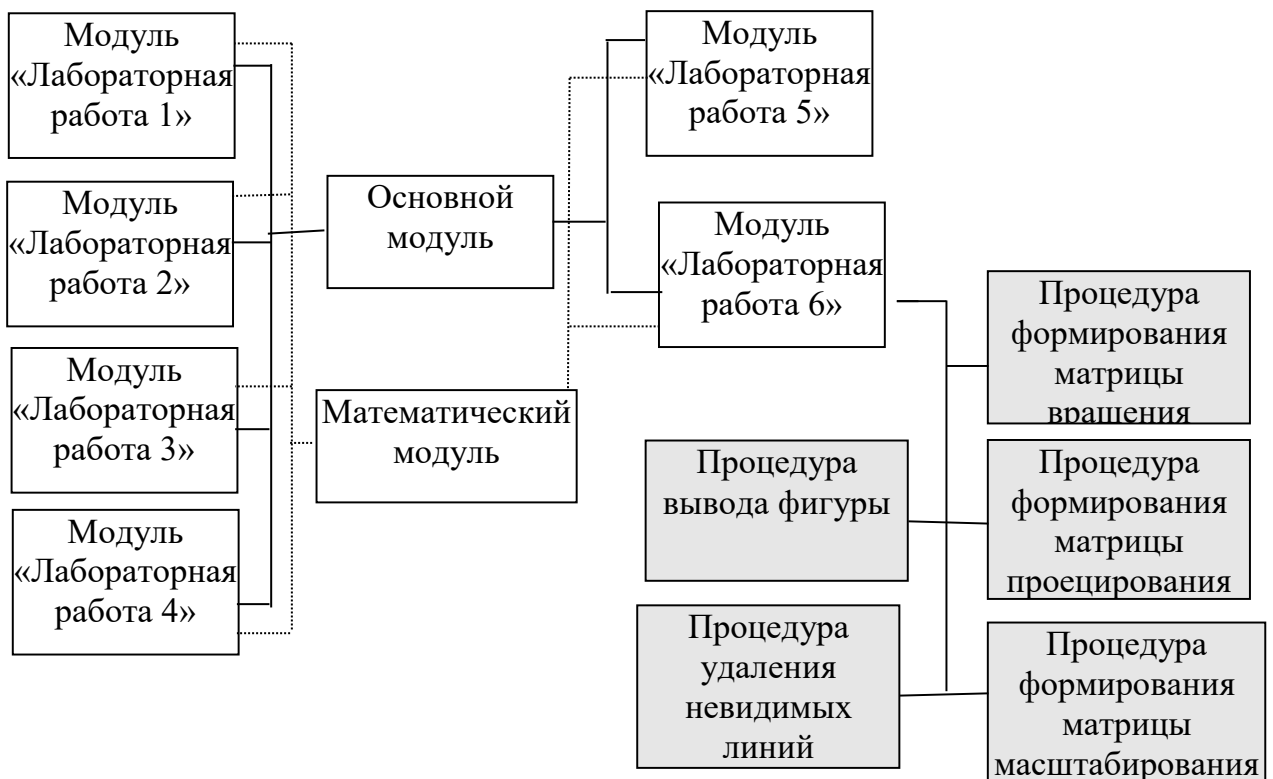 Модуль
«Лабораторная
работа 1»
Модуль
«Лабораторная
работа 2»
Модуль
«Лабораторная
работа 3»
Модуль
«Лабораторная
работа 4»
Основной
модуль
Математический
модуль
Модуль
«Лабораторная
работа 5»
Модуль
«Лабораторная
работа 6»
Процедура
формирования
матрицы
вращения
Процедура
вывода фигуры
Процедура
формирования
матрицы
проецирования
Процедура
удаления
невидимых
линий
Процедура
формирования
матрицы
масштабирования